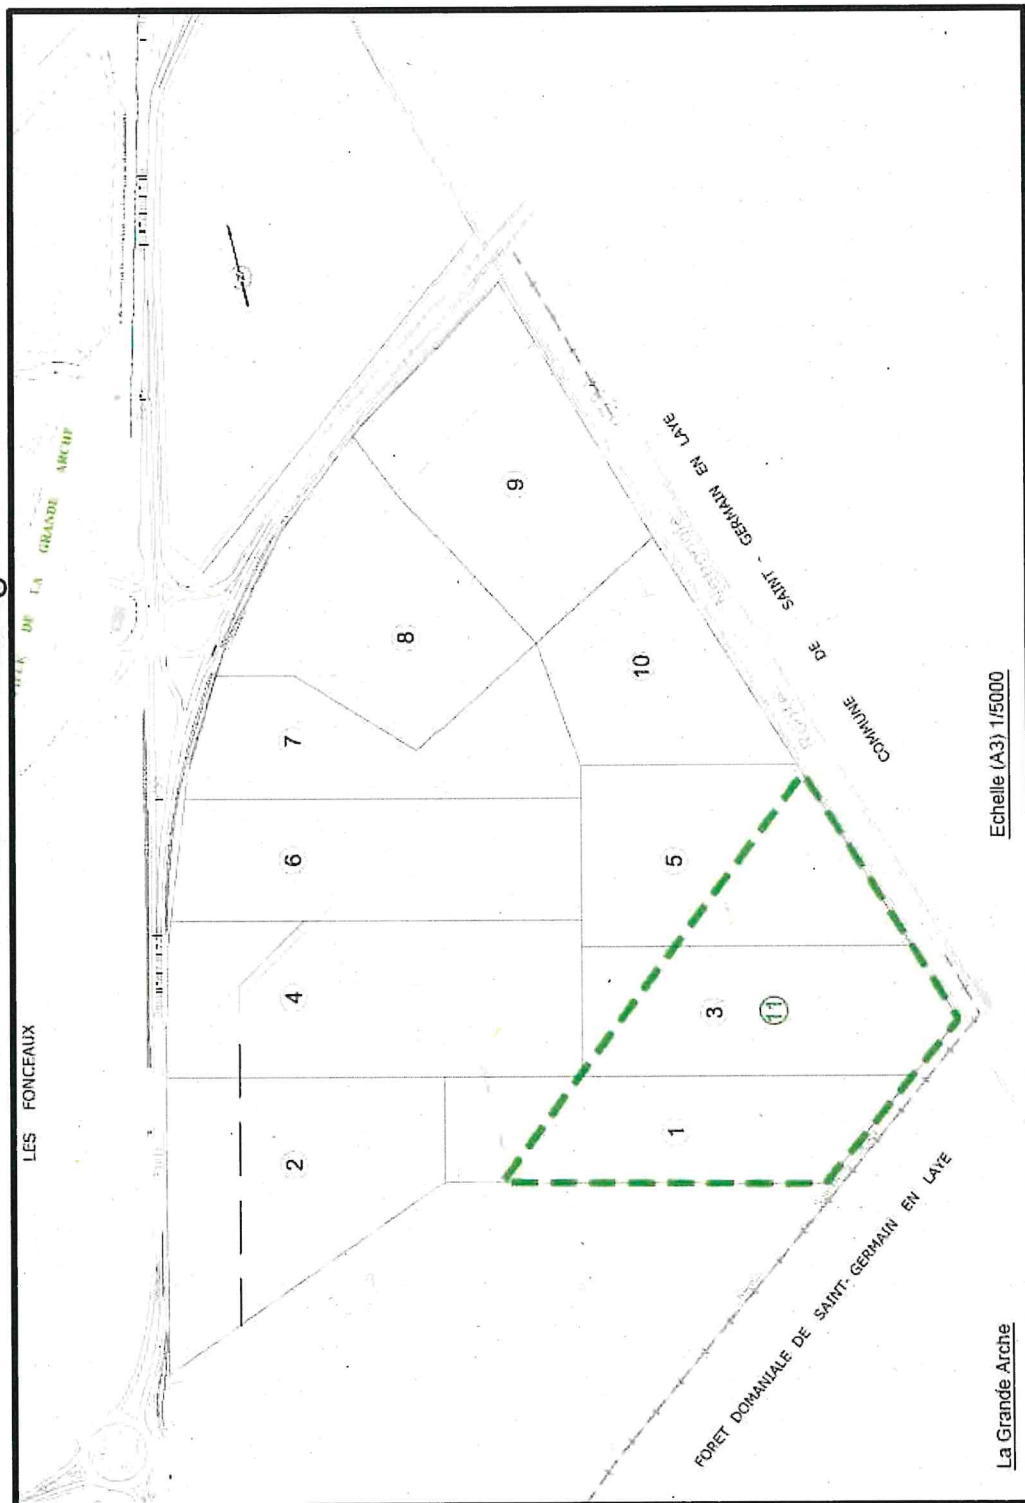 LES FONCEAUX
DE LA GRANDE ARCHE
2
4
6
7
8
9
1
3
11
5
10
COMMUNE DE SAINT - GERMAIN EN LAYE
FORET DOMANIALE DE SAINT- GERMAIN EN LAYE
La Grande Arche
Echelle (A3) 1/5000